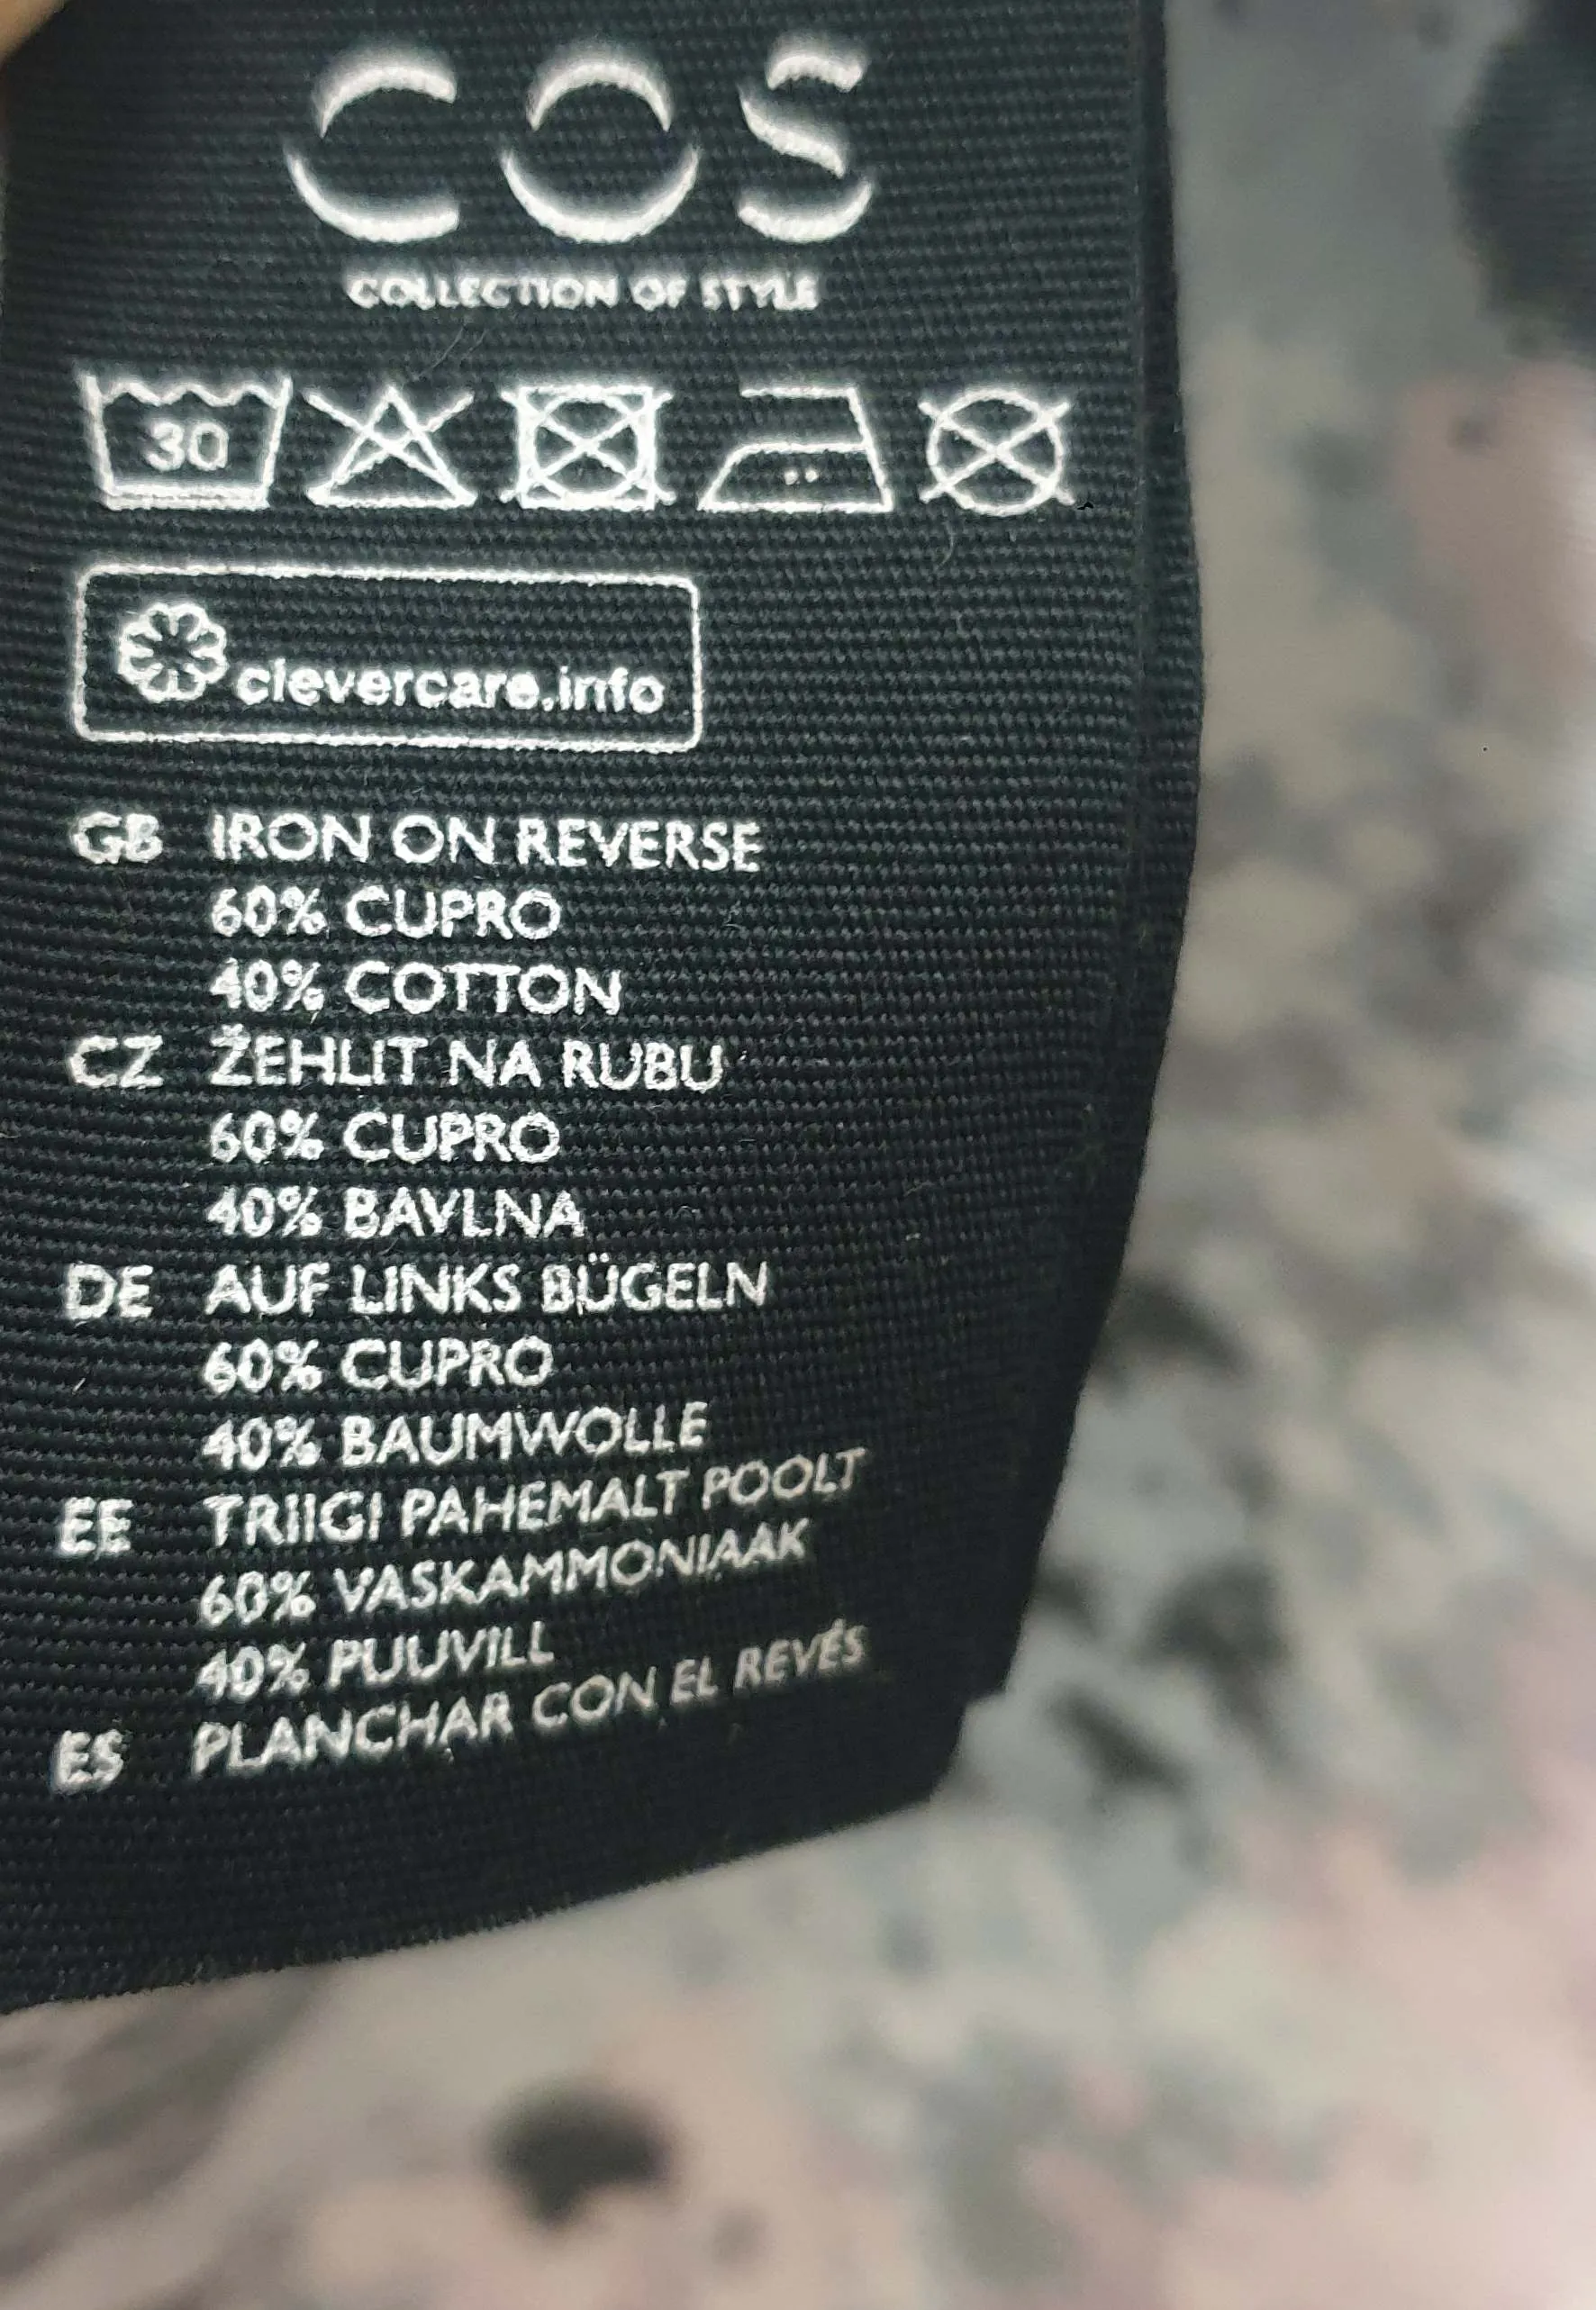 COS
COLLECTION OF STYLE
30
clevercare.info
GB IRON ON REVERSE
60% CUPRO
40% COTTON
CZ ŽEHLIT NA RUBU
60% CUPRO
40% BAVLNA
DE AUF LINKS BÜGELN
60% CUPRO
40% BAUMWOLLE
EE TRIIGI PAHEMALT POOLT
60% VASKAMMONIAAK
40% PUUVILL
ES PLANCHAR CON EL REVÉS